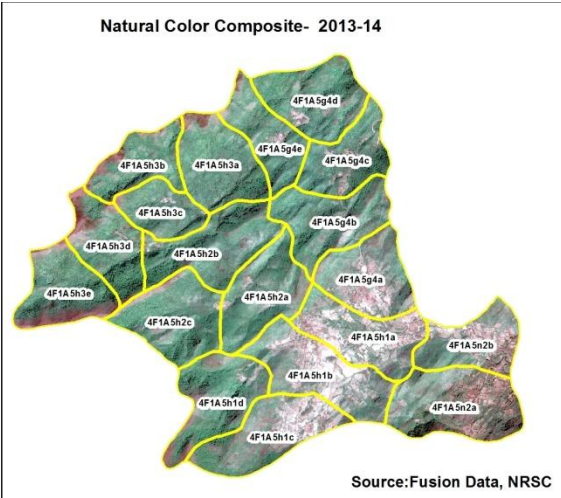 Natural Color Composite- 2013-14
4F1A5g4d
4F1A5g4e
4F1A5g4c
4F1A5h3b
4F1A5h3a
4F1A5h3c
4F1A5g4b
4F1A5h3d
4F1A5h2b
4F1A5g4a
4F1A5h3e
4F1A5h2a
4F1A5h2c
4F1A5h1a
4F1A5n2b
4F1A5h1b
4F1A5h1d
4F1A5n2a
4F1A5h1c
Source:Fusion Data, NRSC